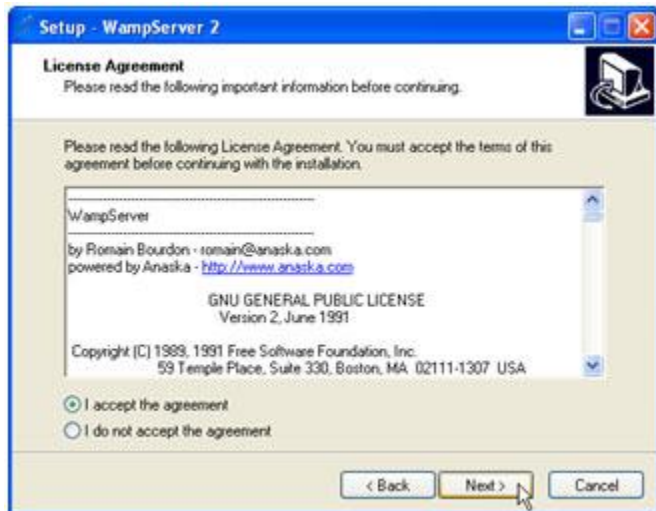 Setup - WampServer 2
License Agreement
Please read the following important information before continuing.
Please read the following License Agreement. You must accept the terms of this
agreement before continuing with the installation.
------------------------------------------------------------
WampServer
------------------------------------------------------------
by Romain Bourdon - romain@anaska.com
powered by Anaska - http://www.anaska.com
GNU GENERAL PUBLIC LICENSE
Version 2, June 1991
Copyright (C) 1989, 1991 Free Software Foundation, Inc.
59 Temple Place, Suite 330, Boston, MA  02111-1307  USA
I accept the agreement
I do not accept the agreement
< Back Next > Cancel